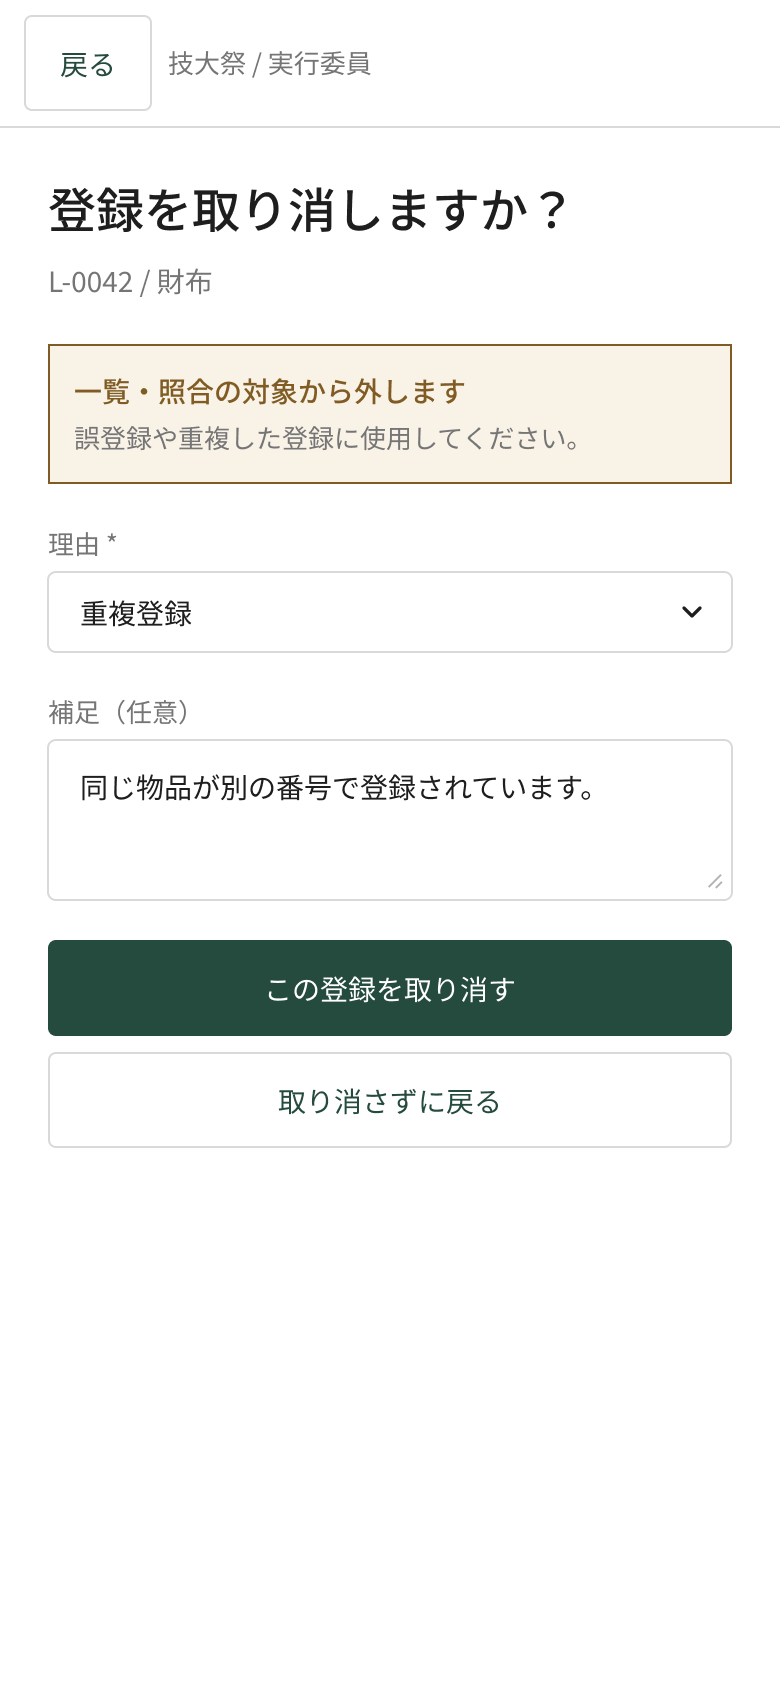 戻る 技大祭 / 実行委員
登録を取り消しますか？
L-0042 / 財布
一覧・照合の対象から外します
誤登録や重複した登録に使用してください。
理由 *
重複登録
補足（任意）
同じ物品が別の番号で登録されています。
この登録を取り消す
取り消さずに戻る